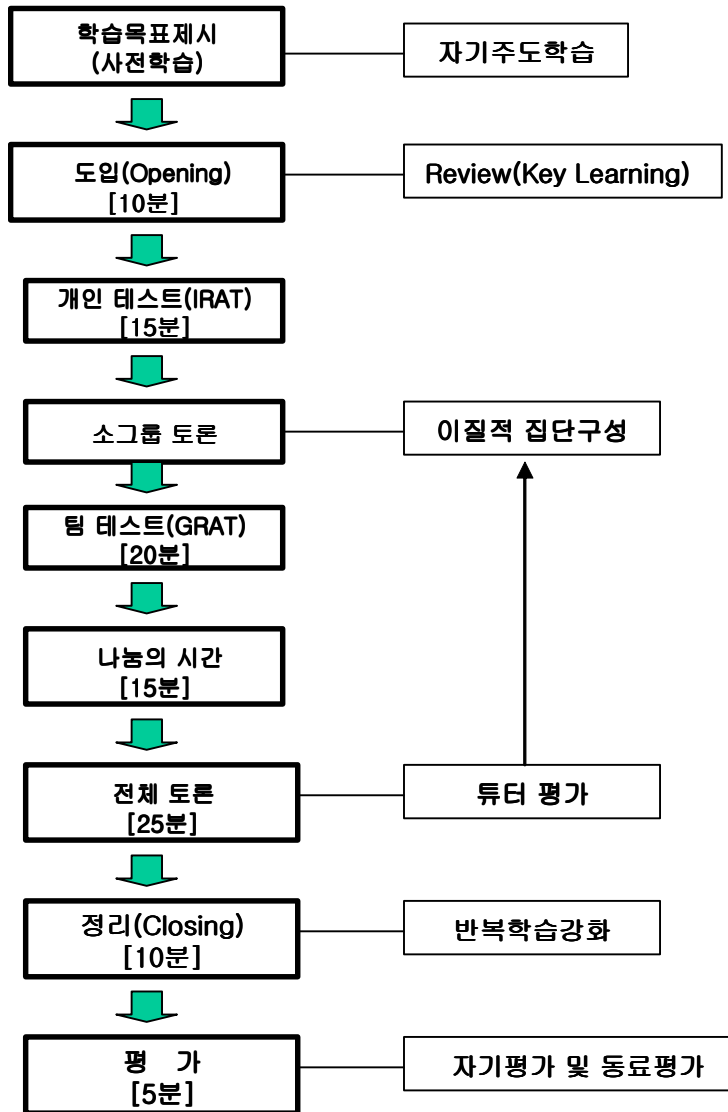 학습목표제시
(사전학습)
자기주도학습
도입(Opening)
[10분]
Review(Key Learning)
개인 테스트(IRAT)
[15분]
소그룹 토론
이질적 집단구성
팀 테스트(GRAT)
[20분]
나눔의 시간
[15분]
전체 토론
[25분]
튜터 평가
정리(Closing)
[10분]
반복학습강화
평 가
[5분]
자기평가 및 동료평가